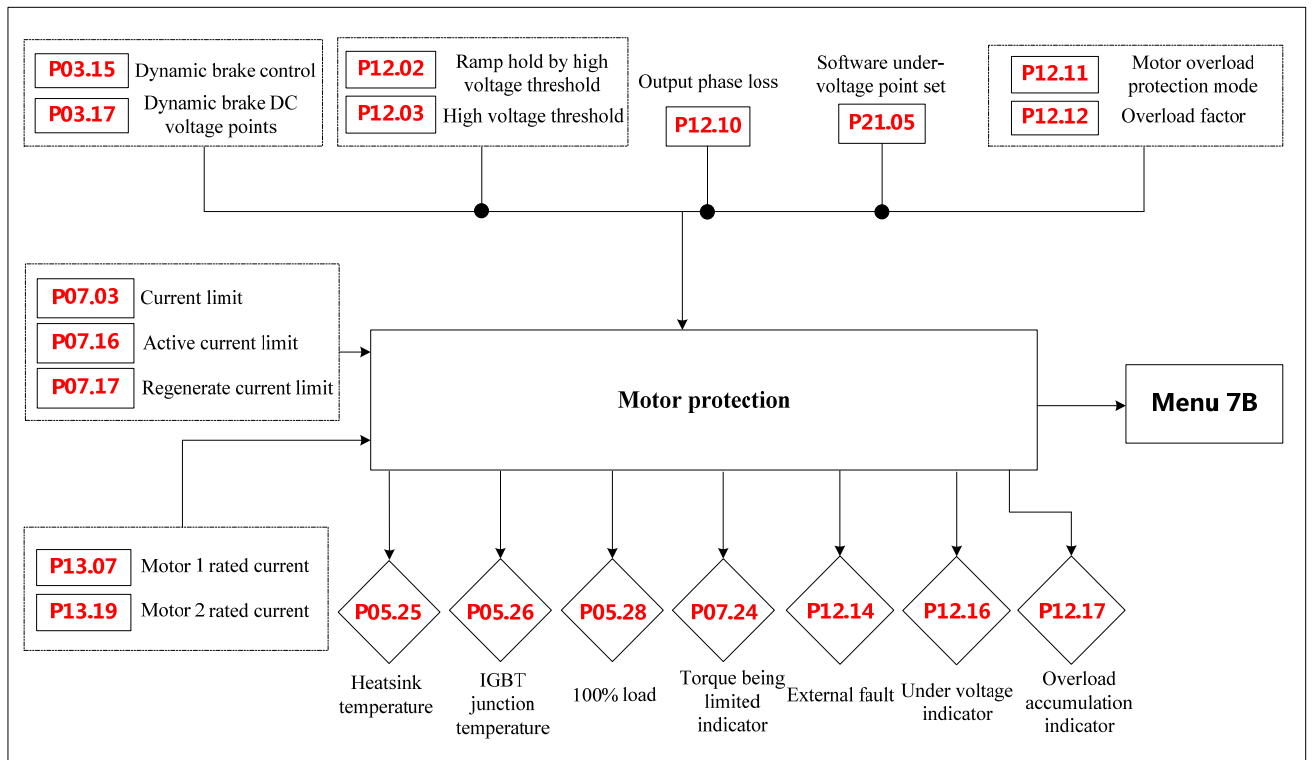 P03.15 Dynamic brake control
P03.17 Dynamic brake DC
voltage points
P12.02 Ramp hold by high
voltage threshold
P12.03 High voltage threshold
Output phase loss
P12.10
Software under-
voltage point set
P21.05
P12.11 Motor overload
protection mode
P12.12 Overload factor
P07.03 Current limit
P07.16 Active current limit
P07.17 Regenerate current limit
Motor protection
Menu 7B
P13.07 Motor 1 rated current
P13.19 Motor 2 rated current
P05.25
Heatsink
temperature
P05.26
IGBT
junction
temperature
P05.28
100% load
P07.24
Torque being
limited
indicator
P12.14
External fault
P12.16
Under voltage
indicator
P12.17
Overload
accumulation
indicator